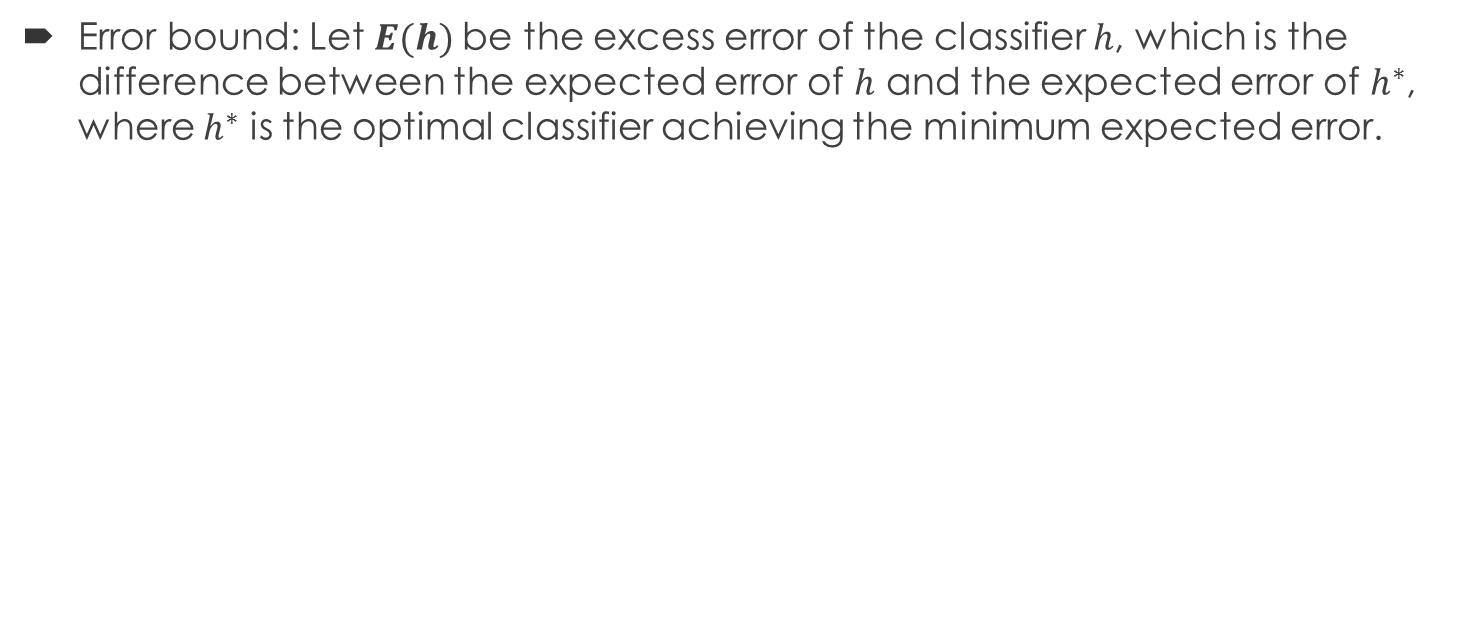 Error bound: Let E(h) be the excess error of the classifier h, which is the
difference between the expected error of h and the expected error of h*,
where h* is the optimal classifier achieving the minimum expected error.